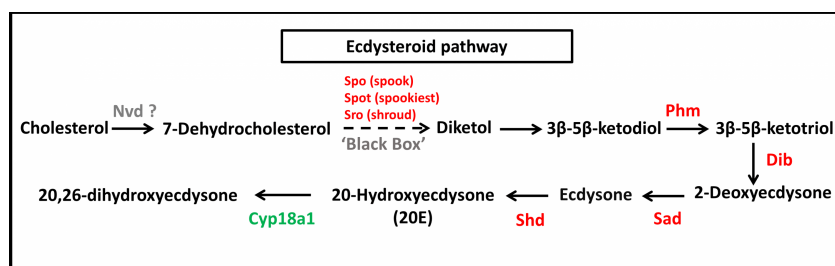 Ecdysteroid pathway
Spo (spook)
Spot (spookiest)
Sro (shroud)
Nvd ?
Phm
Cholesterol
7-Dehydrocholesterol
Diketol
3β-5β-ketodiol
3β-5β-ketotriol
'Black Box'
Dib
20,26-dihydroxyecdysone
20-Hydroxyecdysone
(20E)
Ecdysone
2-Deoxyecdysone
Cyp18a1
Shd
Sad